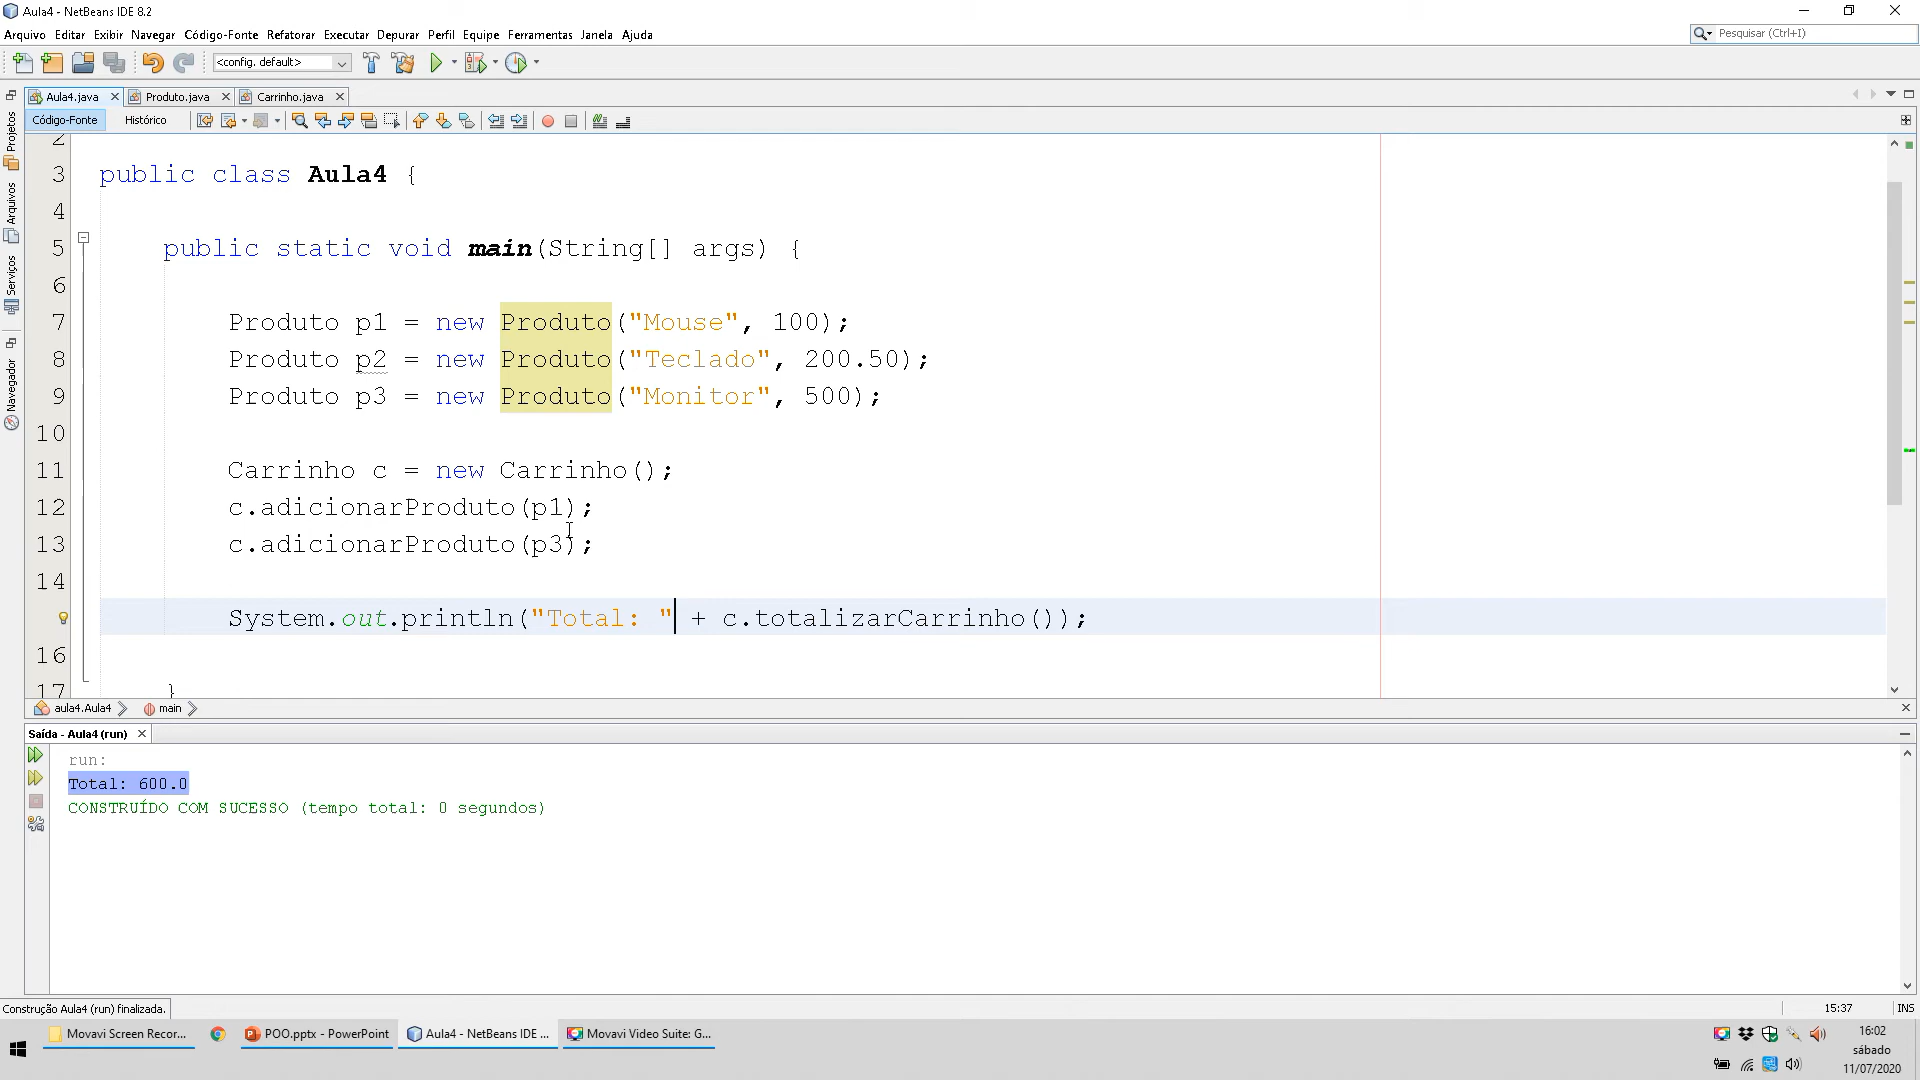 Aula4 - NetBeans IDE 8.2
Arquivo Editar Exibir Navegar Código-Fonte Refatorar Executar Depurar Perfil Equipe Ferramentas Janela Ajuda
Pesquisar (Ctrl+I)
<config. default>
Aula4.java Produto.java Carrinho.java
Código-Fonte Histórico
Projetos
Arquivos
Serviços
Navegador
2
3 public class Aula4 {
4
5 public static void main(String[] args) {
6
7 Produto p1 = new Produto("Mouse", 100);
8 Produto p2 = new Produto("Teclado", 200.50);
9 Produto p3 = new Produto("Monitor", 500);
10
11 Carrinho c = new Carrinho();
12 c.adicionarProduto(p1);
13 c.adicionarProduto(p3);
14
System.out.println("Total: " + c.totalizarCarrinho());
16
17 }
aula4.Aula4 main
Saída - Aula4 (run)
run:
Total: 600.0
CONSTRUÍDO COM SUCESSO (tempo total: 0 segundos)
Construção Aula4 (run) finalizada.
15:37 INS
Movavi Screen Recor... POO.pptx - PowerPoint Aula4 - NetBeans IDE ... Movavi Video Suite: G...
16:02
sábado
11/07/2020